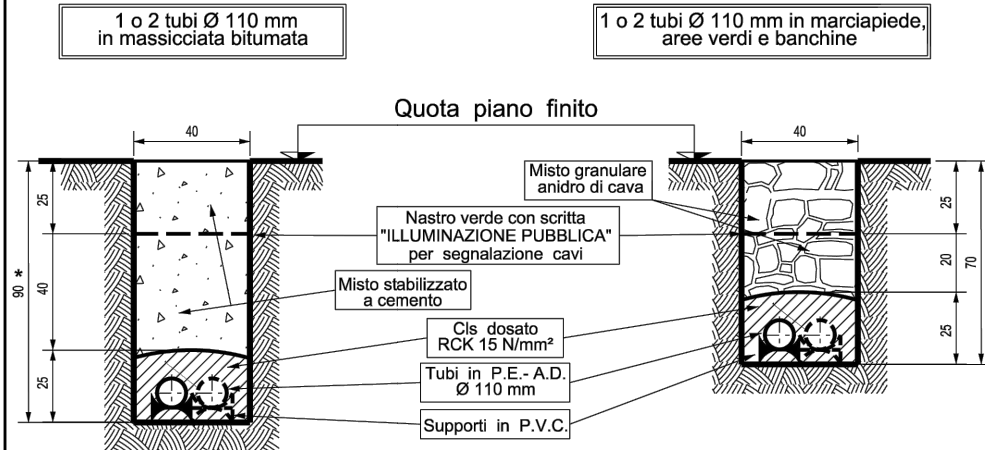 1 o 2 tubi Ø 110 mm
in massicciata bitumata
1 o 2 tubi Ø 110 mm in marciapiede,
aree verdi e banchine
Quota piano finito
40
40
Misto granulare
anidro di cava
25
25
Nastro verde con scritta
"ILLUMINAZIONE PUBBLICA"
per segnalazione cavi
90 *
40
20
70
Misto stabilizzato
a cemento
Cls dosato
RCK 15 N/mm²
25
25
Tubi in P.E.- A.D.
Ø 110 mm
Supporti in P.V.C.